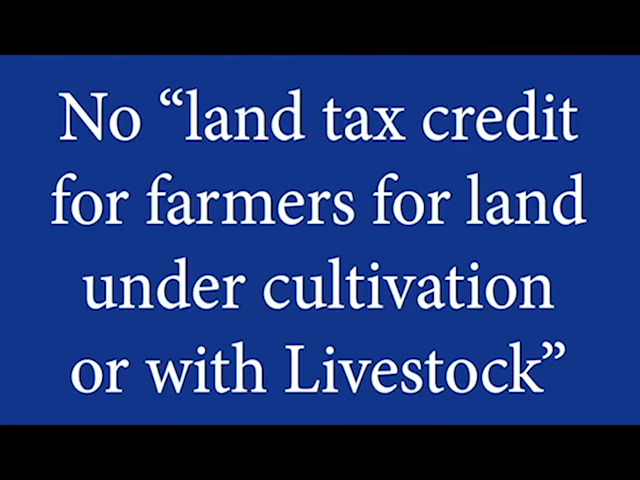 No “land tax credit
for farmers for land
under cultivation
or with Livestock”